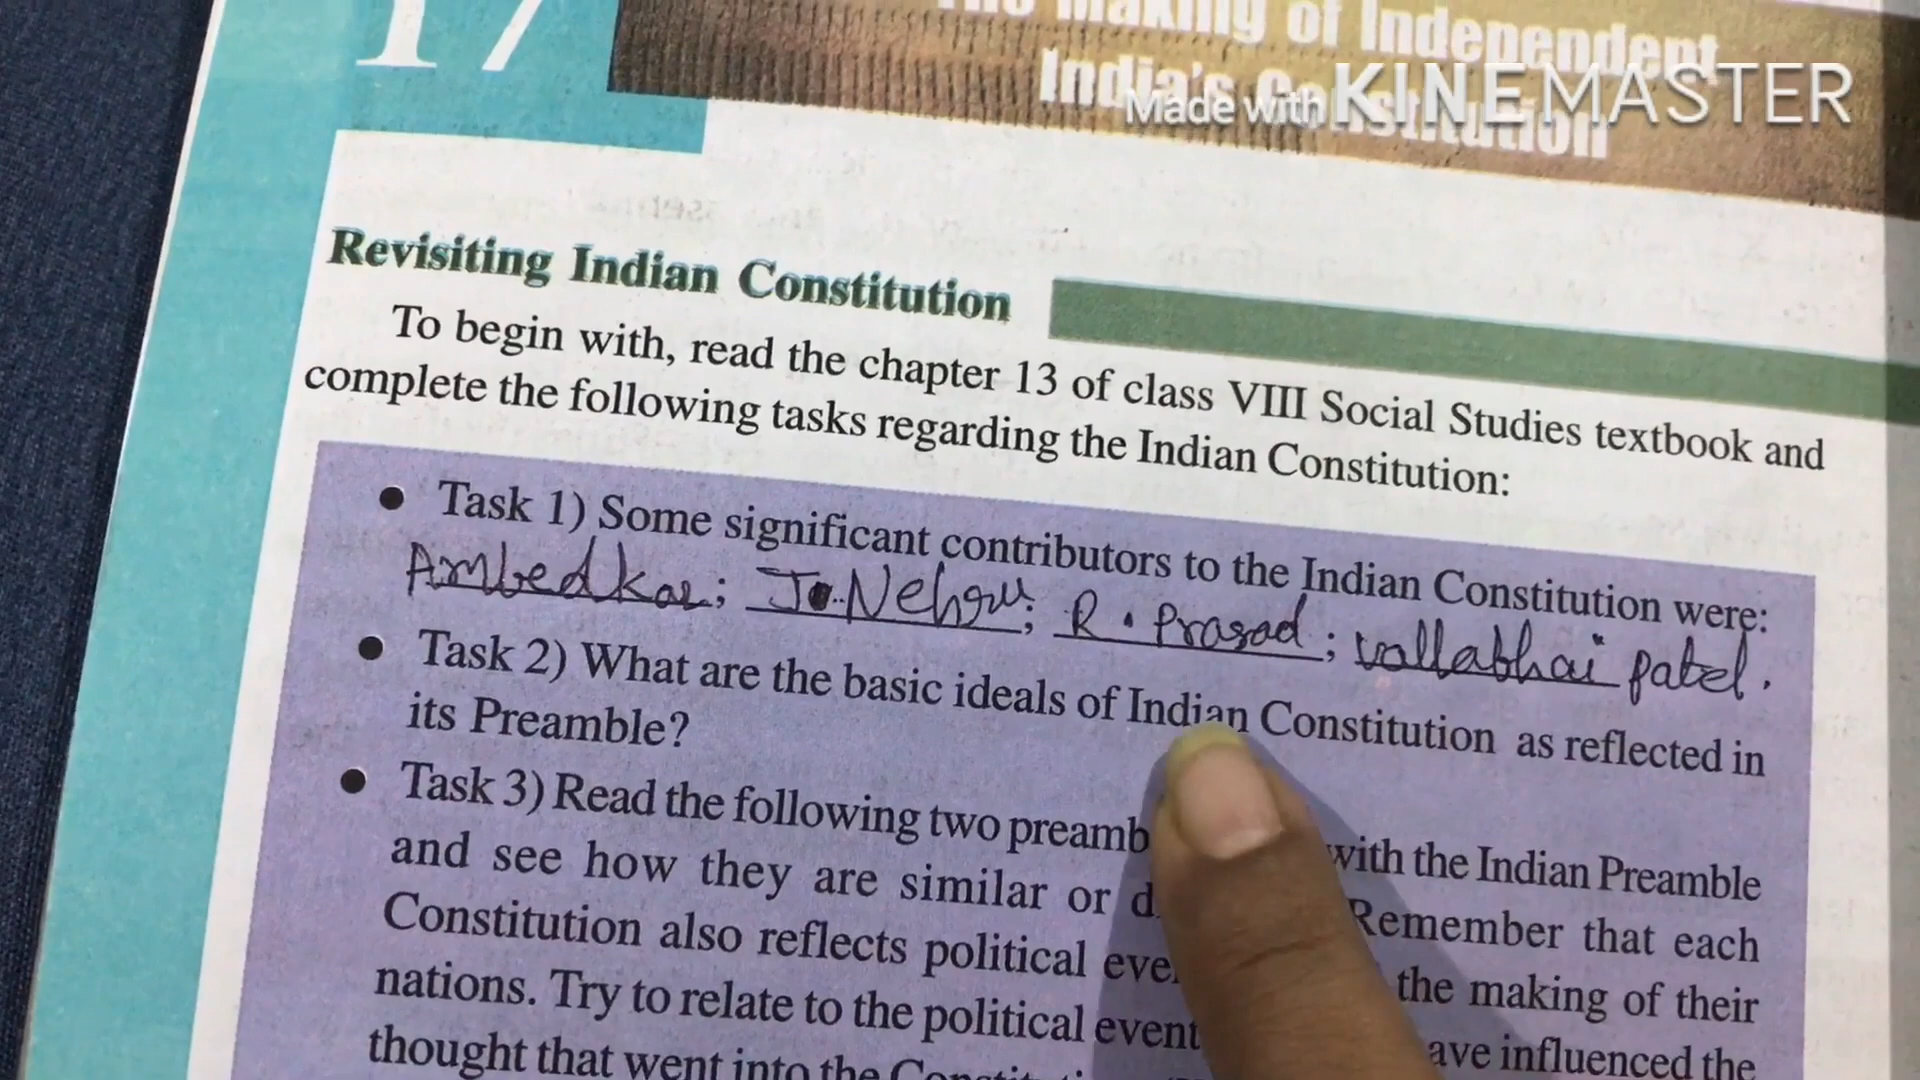 17
The Making of Independent
India's Constitution
Made with KINEMASTER
Revisiting Indian Constitution
To begin with, read the chapter 13 of class VIII Social Studies textbook and
complete the following tasks regarding the Indian Constitution:
• Task 1) Some significant contributors to the Indian Constitution were:
Ambedkar; J. Nehru; R. Prasad; vallabhai patel.
• Task 2) What are the basic ideals of Indian Constitution as reflected in
its Preamble?
• Task 3) Read the following two preamb with the Indian Preamble
and see how they are similar or d Remember that each
Constitution also reflects political eve the making of their
nations. Try to relate to the political event ave influenced the
thought that went into the